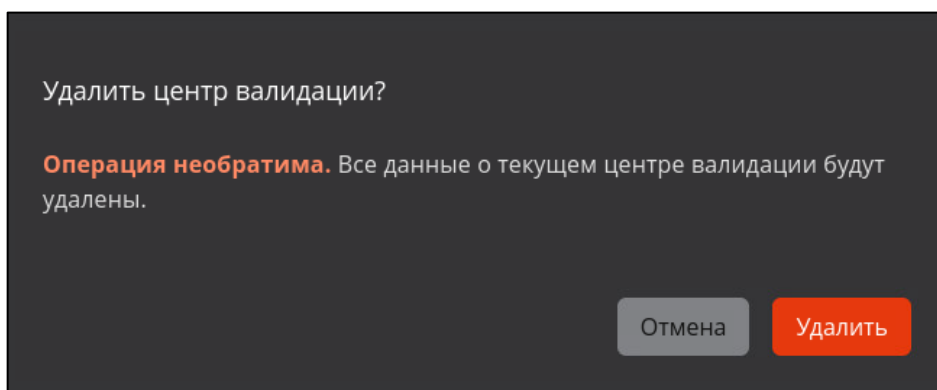 Удалить центр валидации?
Операция необратима. Все данные о текущем центре валидации будут
удалены.
Отмена
Удалить